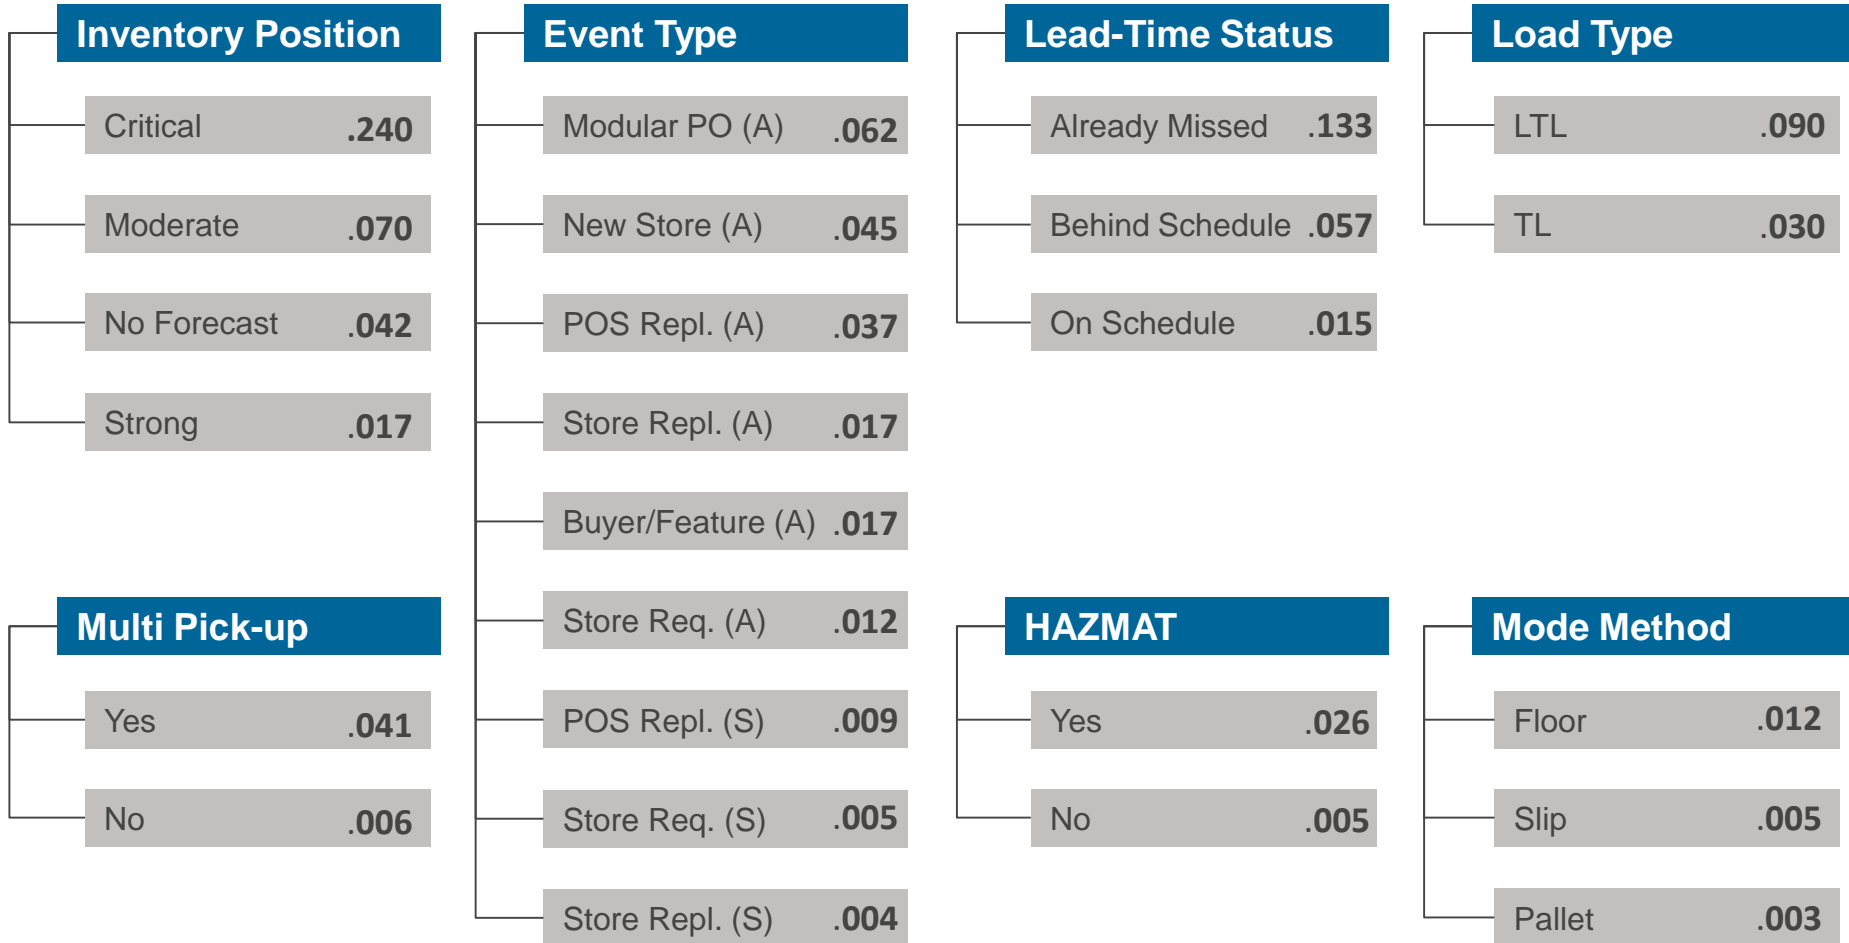 Inventory Position
Critical .240
Moderate .070
No Forecast .042
Strong .017
Event Type
Modular PO (A) .062
New Store (A) .045
POS Repl. (A) .037
Store Repl. (A) .017
Buyer/Feature (A) .017
Store Req. (A) .012
POS Repl. (S) .009
Store Req. (S) .005
Store Repl. (S) .004
Lead-Time Status
Already Missed .133
Behind Schedule .057
On Schedule .015
Load Type
LTL .090
TL .030
Multi Pick-up
Yes .041
No .006
HAZMAT
Yes .026
No .005
Mode Method
Floor .012
Slip .005
Pallet .003